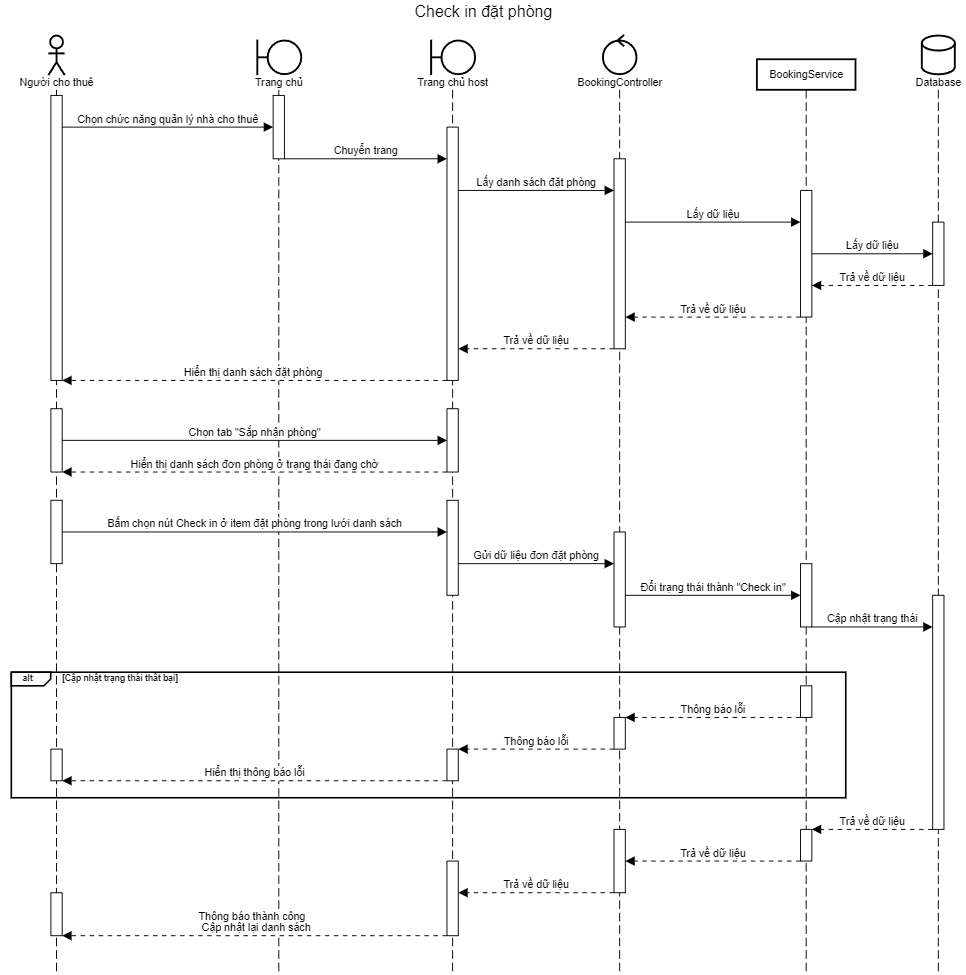 Check in đặt phòng
Người cho thuê
Trang chủ
Trang chủ host
BookingController
BookingService
Database
Chọn chức năng quản lý nhà cho thuê
Chuyển trang
Lấy danh sách đặt phòng
Lấy dữ liệu
Lấy dữ liệu
Trả về dữ liệu
Trả về dữ liệu
Trả về dữ liệu
Hiển thị danh sách đặt phòng
Chọn tab "Sắp nhận phòng"
Hiển thị danh sách đơn phòng ở trạng thái đang chờ
Bấm chọn nút Check in ở item đặt phòng trong lưới danh sách
Gửi dữ liệu đơn đặt phòng
Đổi trạng thái thành "Check in"
Cập nhật trạng thái
alt
[Cập nhật trạng thái thất bại]
Thông báo lỗi
Thông báo lỗi
Hiển thị thông báo lỗi
Trả về dữ liệu
Trả về dữ liệu
Trả về dữ liệu
Thông báo thành công
Cập nhật lại danh sách